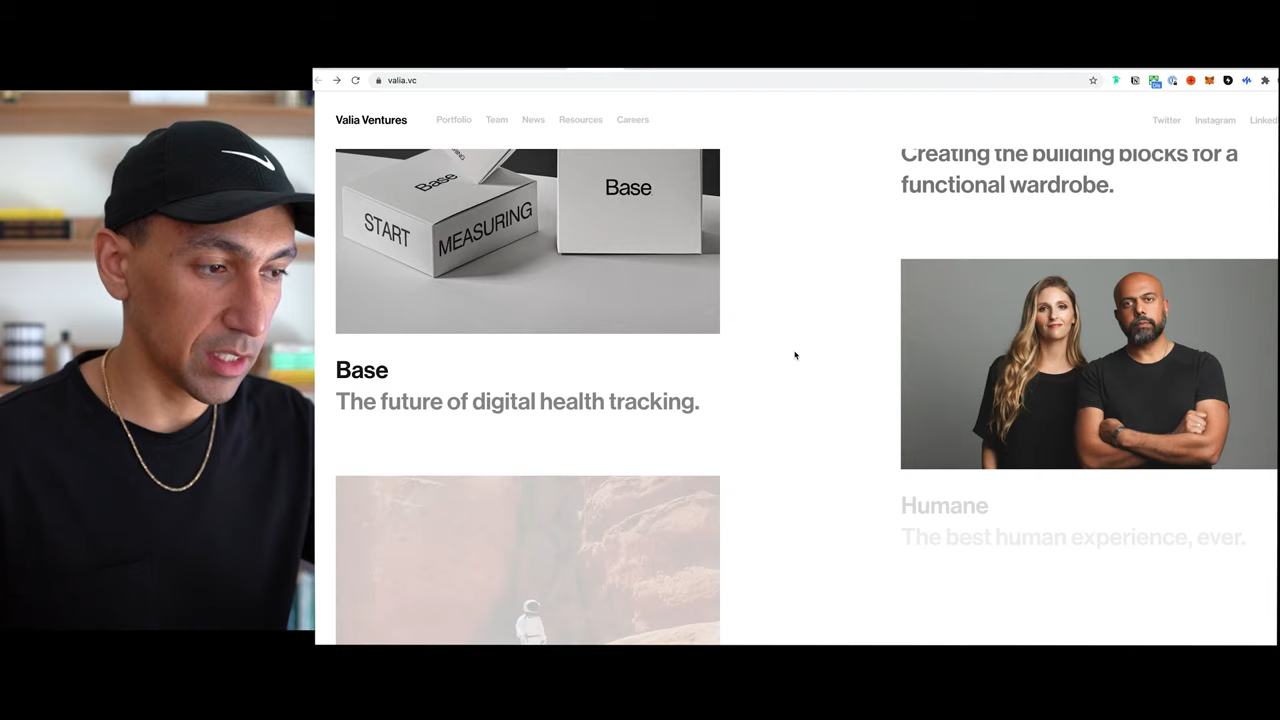 valia.vc
Valia Ventures
Portfolio
Team
News
Resources
Careers
Twitter
Instagram
Linked
Base
START
MEASURING
Base
Creating the building blocks for a
functional wardrobe.
Base
The future of digital health tracking.
Humane
The best human experience, ever.